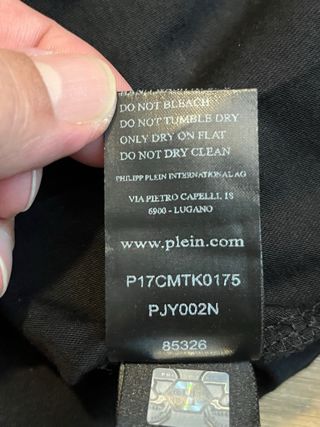 DO NOT BLEACH
DO NOT TUMBLE DRY
ONLY DRY ON FLAT
DO NOT DRY CLEAN
PHILIPP PLEIN INTERNATIONAL AG
VIA PIETRO CAPELLI, 18
6900 - LUGANO
www.plein.com
P17CMTK0175
PJY002N
85326